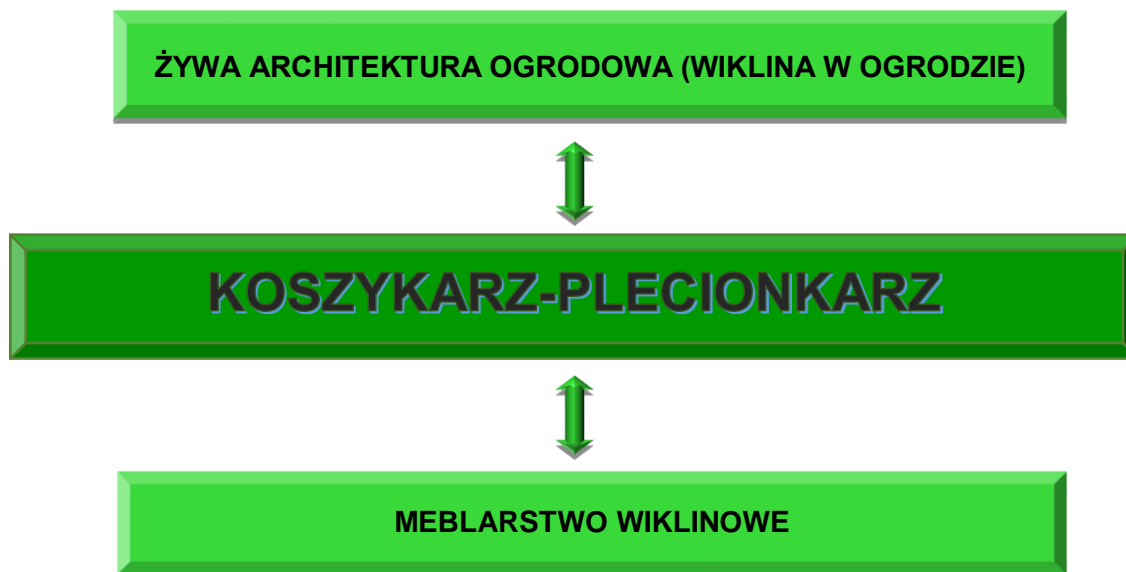 ŻYWA ARCHITEKTURA OGRODOWA (WIKLINA W OGRODZIE)
KOSZYKARZ-PLECIONKARZ
MEBLARSTWO WIKLINOWE